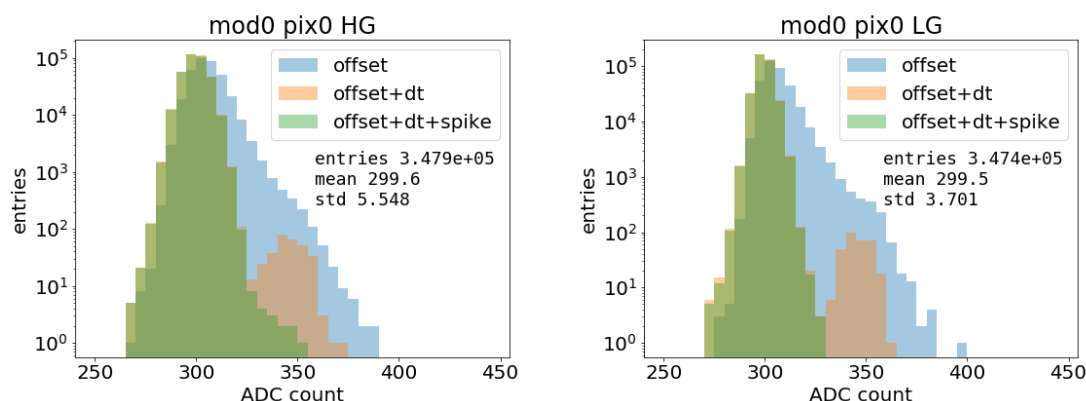 mod0 pix0 HG
10^5
10^4
10^3
10^2
10^1
10^0
entries
offset
offset+dt
offset+dt+spike
entries 3.479e+05
mean 299.6
std 5.548
250 300 350 400 450
ADC count
mod0 pix0 LG
10^5
10^4
10^3
10^2
10^1
10^0
entries
offset
offset+dt
offset+dt+spike
entries 3.474e+05
mean 299.5
std 3.701
250 300 350 400 450
ADC count